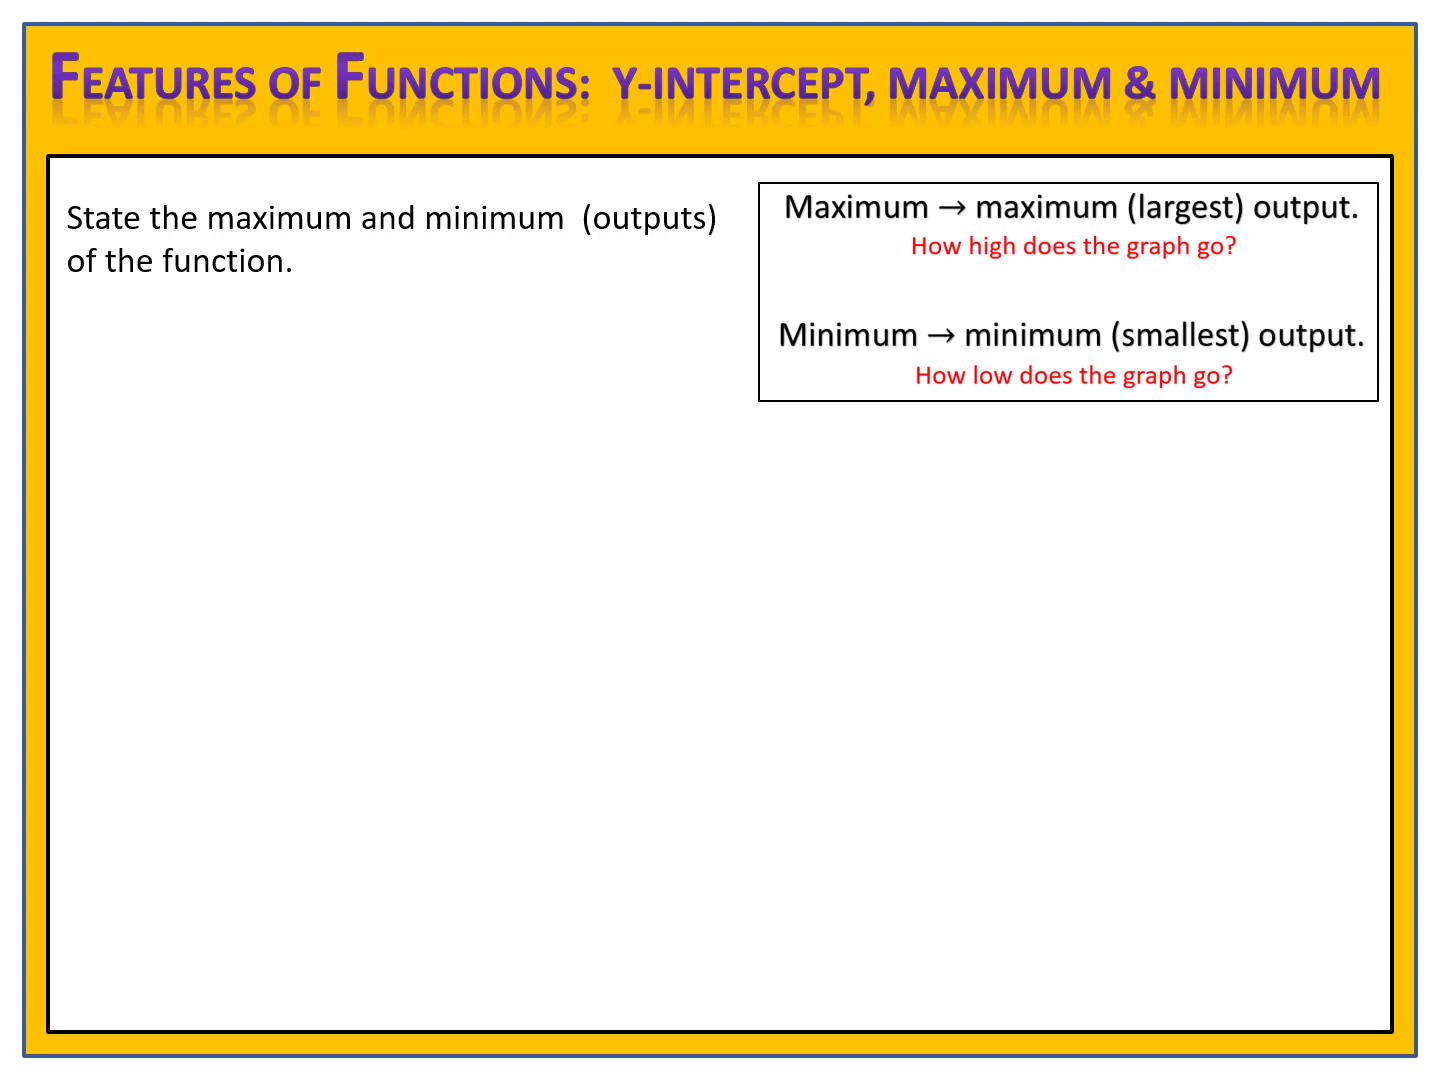 FEATURES OF FUNCTIONS: Y-INTERCEPT, MAXIMUM & MINIMUM
State the maximum and minimum (outputs)
of the function.
Maximum → maximum (largest) output.
How high does the graph go?
Minimum → minimum (smallest) output.
How low does the graph go?